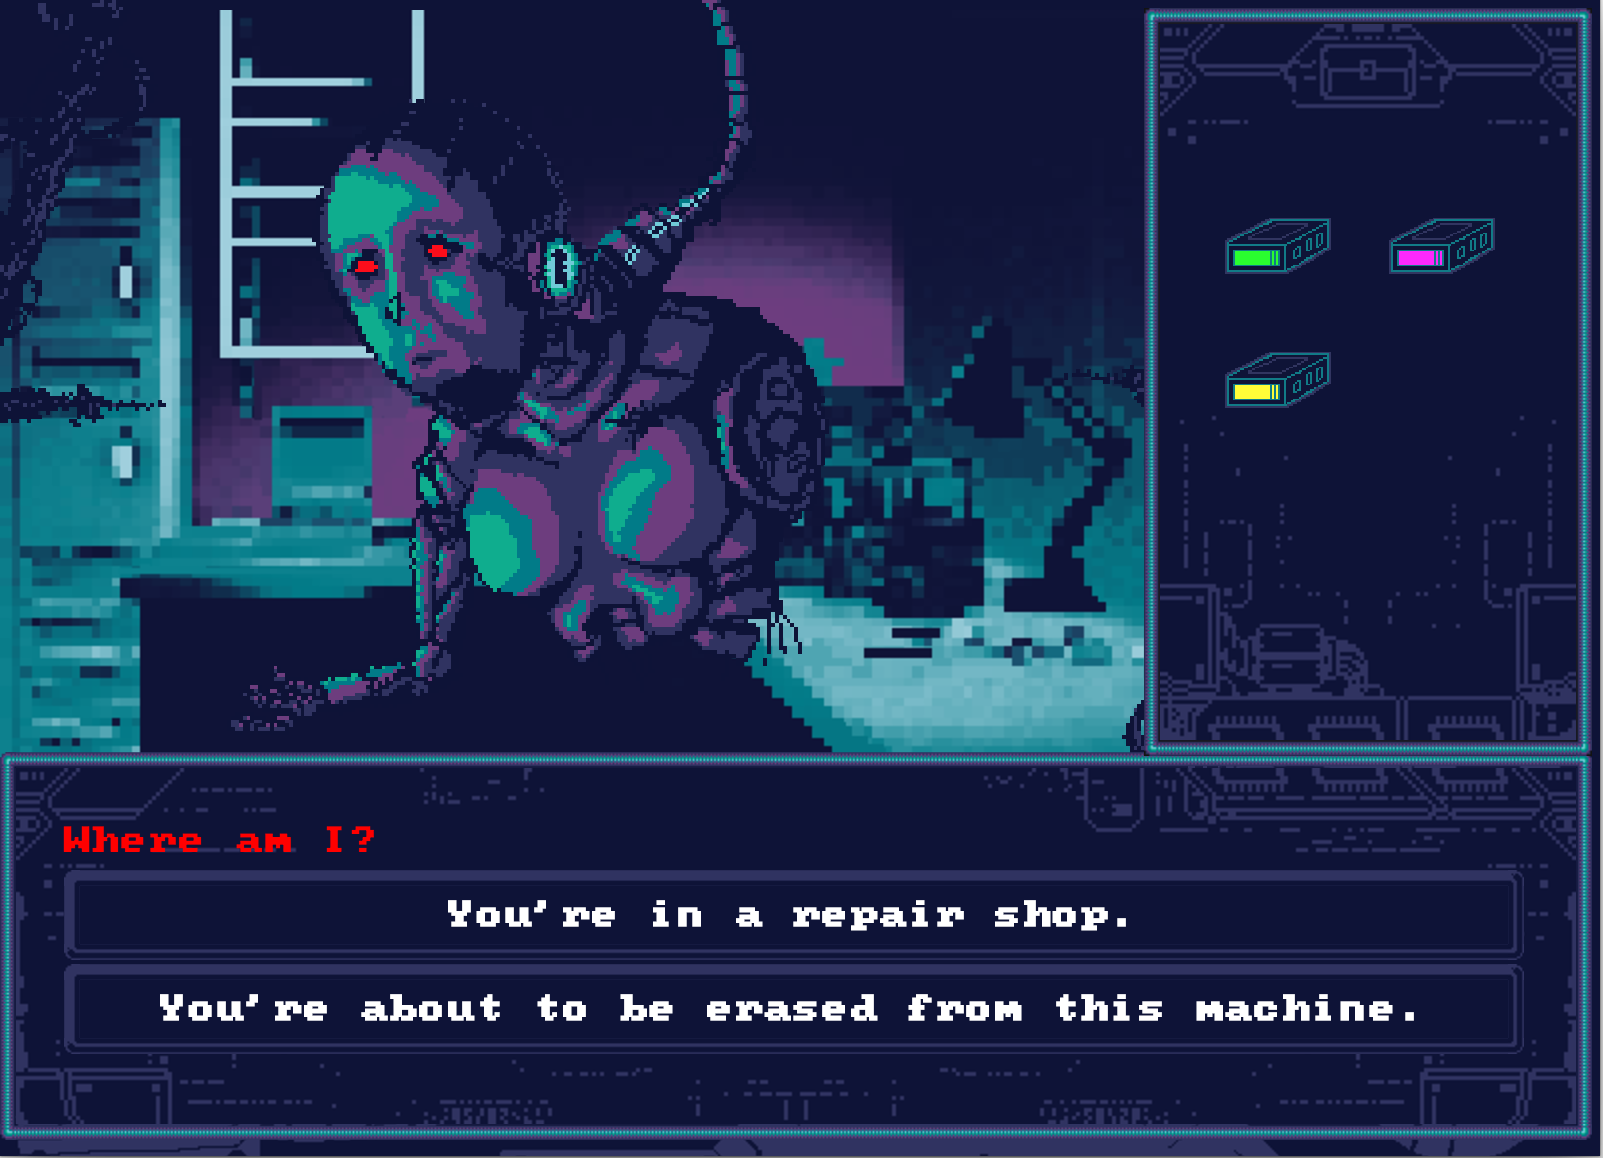 Where am I?
You're in a repair shop.
You're about to be erased from this machine.